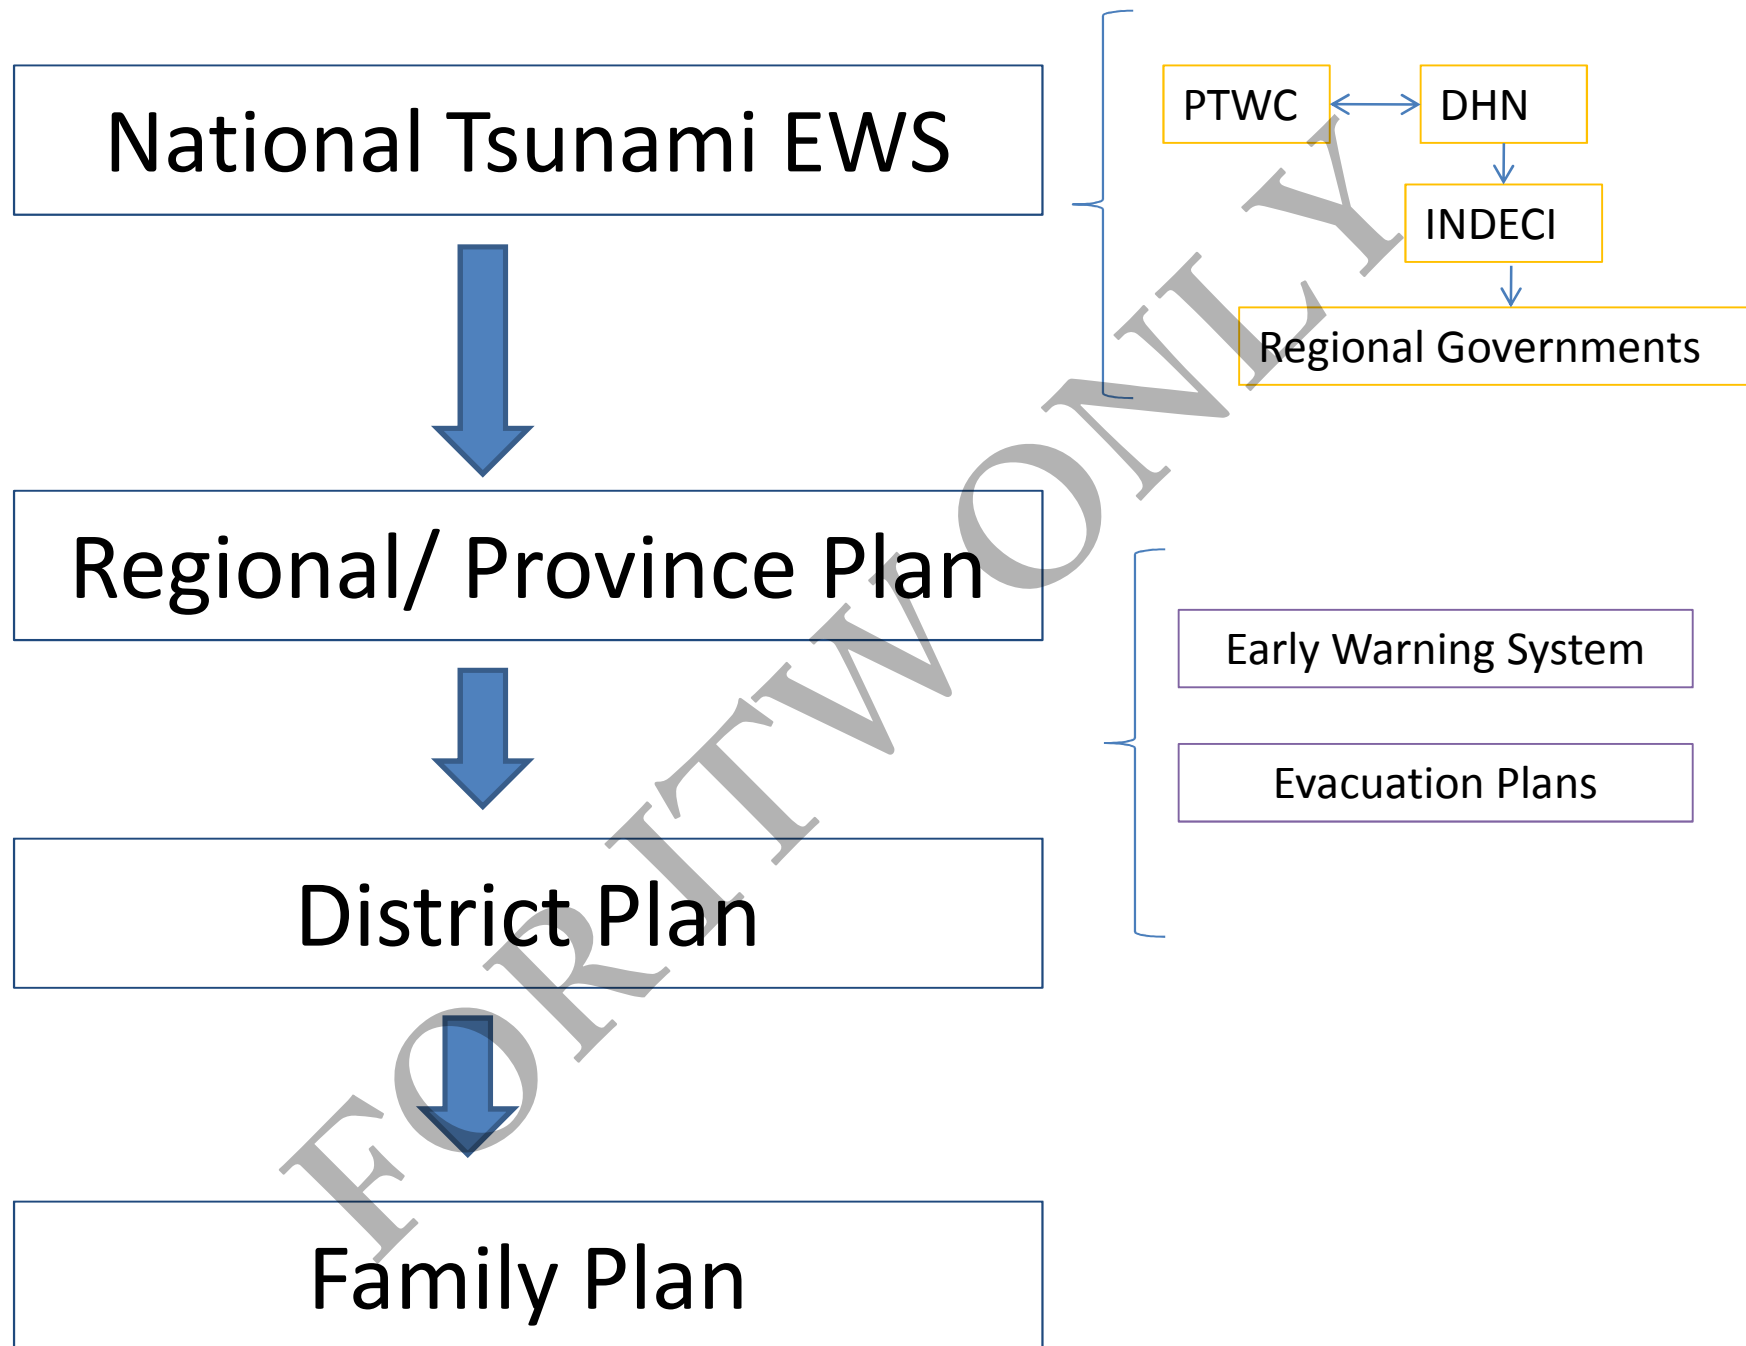 National Tsunami EWS
PTWC
DHN
INDECI
Regional Governments
Regional/ Province Plan
Early Warning System
Evacuation Plans
District Plan
Family Plan
FOR ITW ONLY